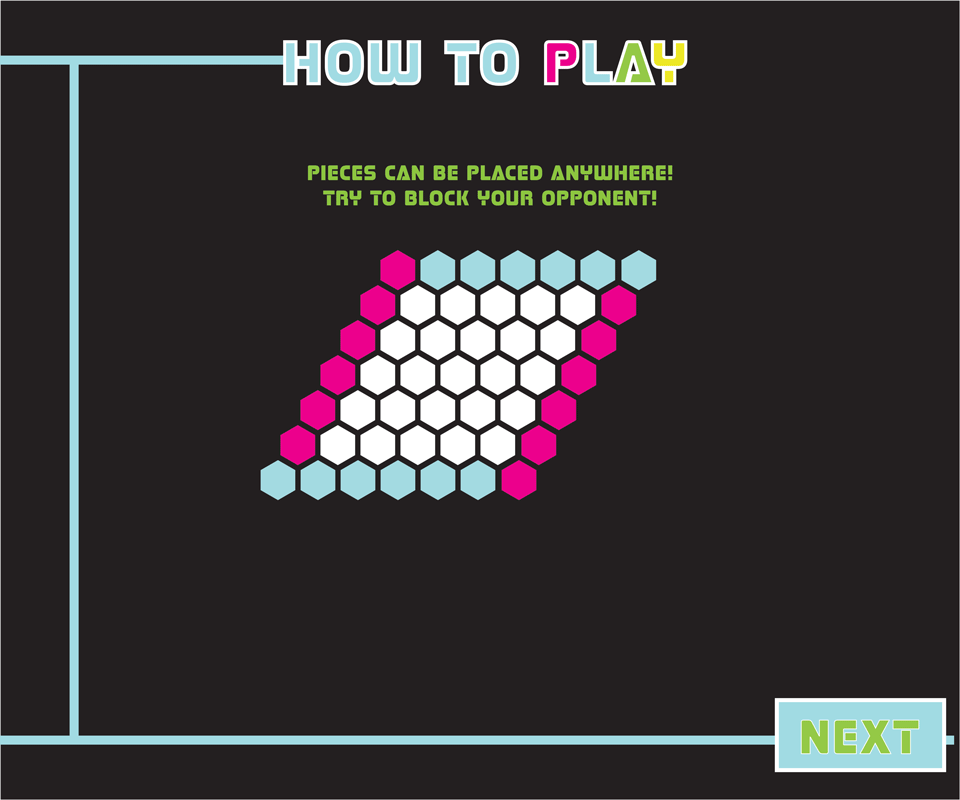 HOW TO PLAY
PIECES CAN BE PLACED ANYWHERE!
TRY TO BLOCK YOUR OPPONENT!
NEXT